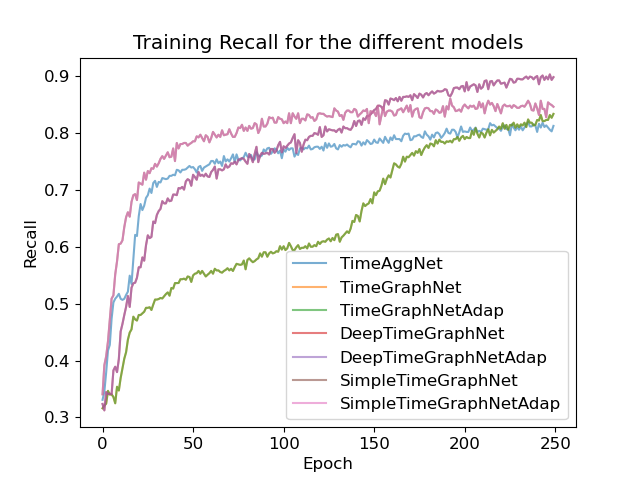 Training Recall for the different models
Recall
0.9
0.8
0.7
0.6
0.5
0.4
0.3
TimeAggNet
TimeGraphNet
TimeGraphNetAdap
DeepTimeGraphNet
DeepTimeGraphNetAdap
SimpleTimeGraphNet
SimpleTimeGraphNetAdap
0 50 100 150 200 250
Epoch